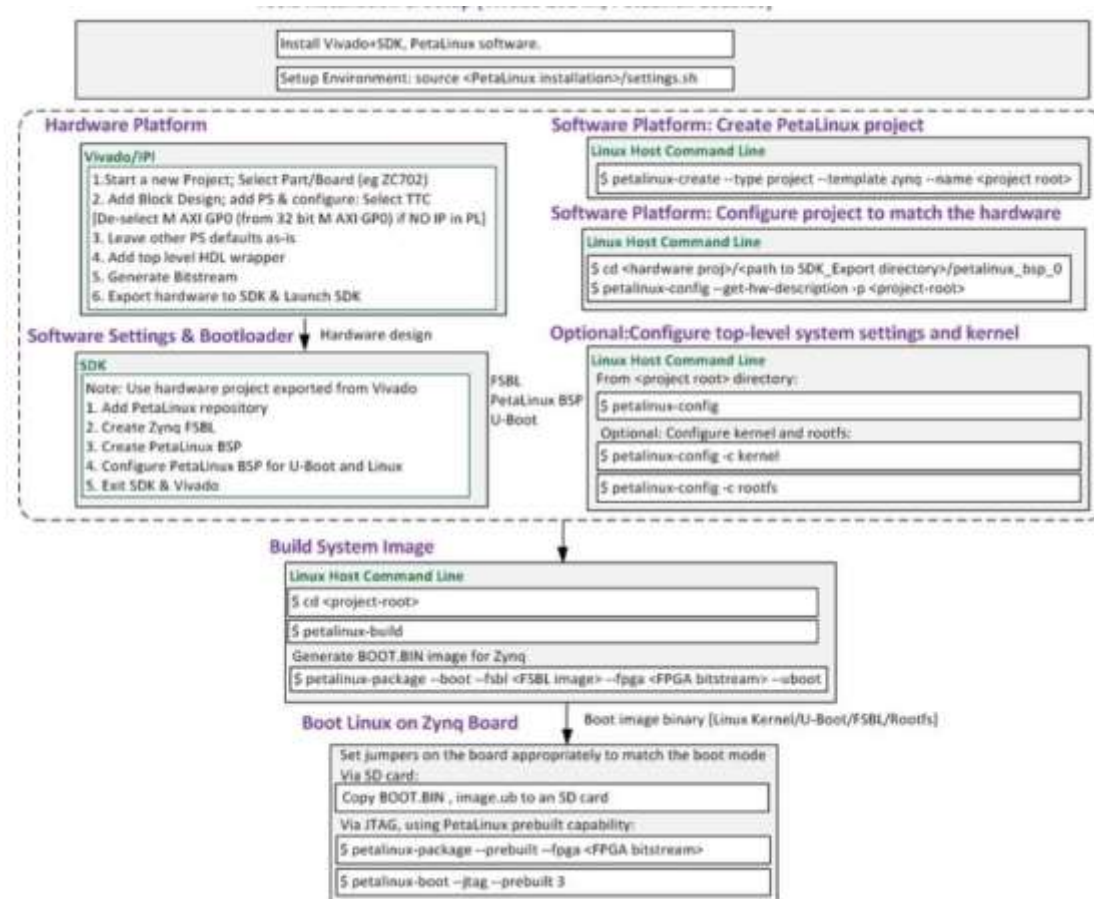 Install Vivado+SDK, PetaLinux software.
Setup Environment: source <PetaLinux installation>/settings.sh
Hardware Platform
Vivado/IPI
1.Start a new Project; Select Part/Board (eg ZC702)
2. Add Block Design; add PS & configure: Select TTC
[De-select M AXI GP0 (from 32 bit M AXI GP0) if NO IP in PL]
3. Leave other PS defaults as-is
4. Add top level HDL wrapper
5. Generate Bitstream
6. Export hardware to SDK & Launch SDK
Software Settings & Bootloader
Hardware design
SDK
Note: Use hardware project exported from Vivado
1. Add PetaLinux repository
2. Create Zynq FSBL
3. Create PetaLinux BSP
4. Configure PetaLinux BSP for U-Boot and Linux
5. Exit SDK & Vivado
FSBL
PetaLinux BSP
U-Boot
Software Platform: Create PetaLinux project
Linux Host Command Line
$ petalinux-create --type project --template zynq --name <project root>
Software Platform: Configure project to match the hardware
Linux Host Command Line
$ cd <hardware proj>/<path to SDK_Export directory>/petalinux_bsp_0
$ petalinux-config --get-hw-description -p <project-root>
Optional:Configure top-level system settings and kernel
Linux Host Command Line
From <project root> directory:
$ petalinux-config
Optional: Configure kernel and rootfs:
$ petalinux-config -c kernel
$ petalinux-config -c rootfs
Build System Image
Linux Host Command Line
$ cd <project-root>
$ petalinux-build
Generate BOOT.BIN image for Zynq
$ petalinux-package --boot --fsbl <FSBL image> --fpga <FPGA bitstream> --uboot
Boot Linux on Zynq Board
Boot image binary [Linux Kernel/U-Boot/FSBL/Rootfs]
Set jumpers on the board appropriately to match the boot mode
Via SD card:
Copy BOOT.BIN , image.ub to an SD card
Via JTAG, using PetaLinux prebuilt capability:
$ petalinux-package --prebuilt --fpga <FPGA bitstream>
$ petalinux-boot --jtag --prebuilt 3